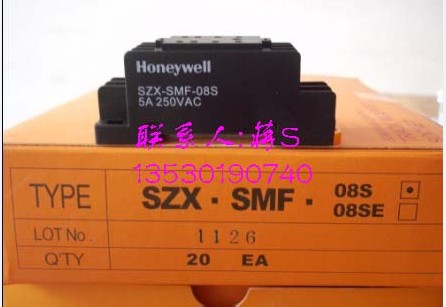 Honeywell
SZX-SMF-08S
5A 250VAC
联系人:蒋S
13530190740
TYPE SZX · SMF · 08S
08SE
LOT No. 1126
Q'TY 20 EA